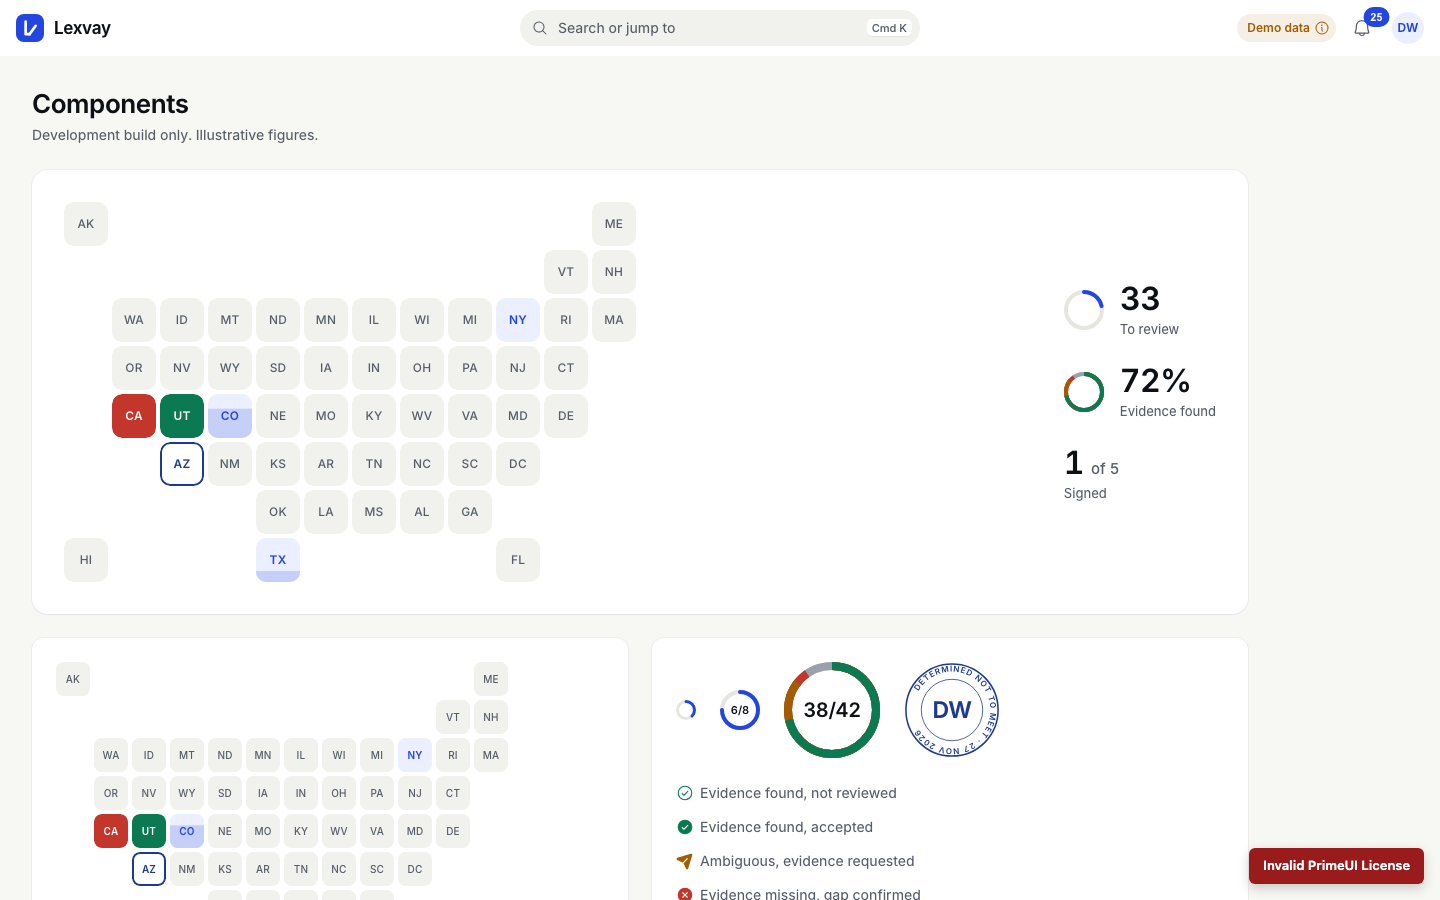 Lexvay
Search or jump to
Cmd K
Demo data
25
DW
Components
Development build only. Illustrative figures.
AK ME
VT NH
WA ID MT ND MN IL WI MI NY RI MA
OR NV WY SD IA IN OH PA NJ CT
CA UT CO NE MO KY WV VA MD DE
AZ NM KS AR TN NC SC DC
OK LA MS AL GA
HI TX FL
33
To review
72%
Evidence found
1 of 5
Signed
AK ME
VT NH
WA ID MT ND MN IL WI MI NY RI MA
OR NV WY SD IA IN OH PA NJ CT
CA UT CO NE MO KY WV VA MD DE
AZ NM KS AR TN NC SC DC
6/8
38/42
DETERMINED NOT TO MEET · 27 NOV 2026
DW
Evidence found, not reviewed
Evidence found, accepted
Ambiguous, evidence requested
Evidence missing, gap confirmed
Invalid PrimeUI License